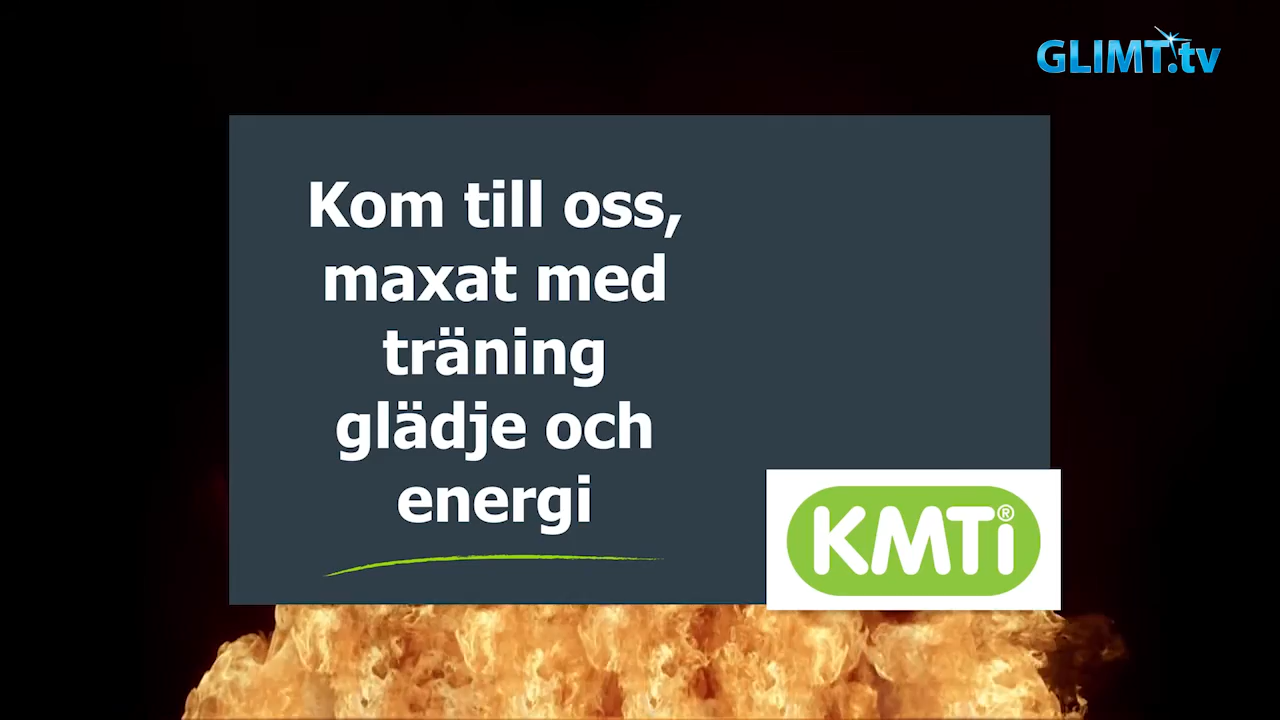 GLIMT.tv
Kom till oss,
maxat med
träning
glädje och
energi
KMTi®